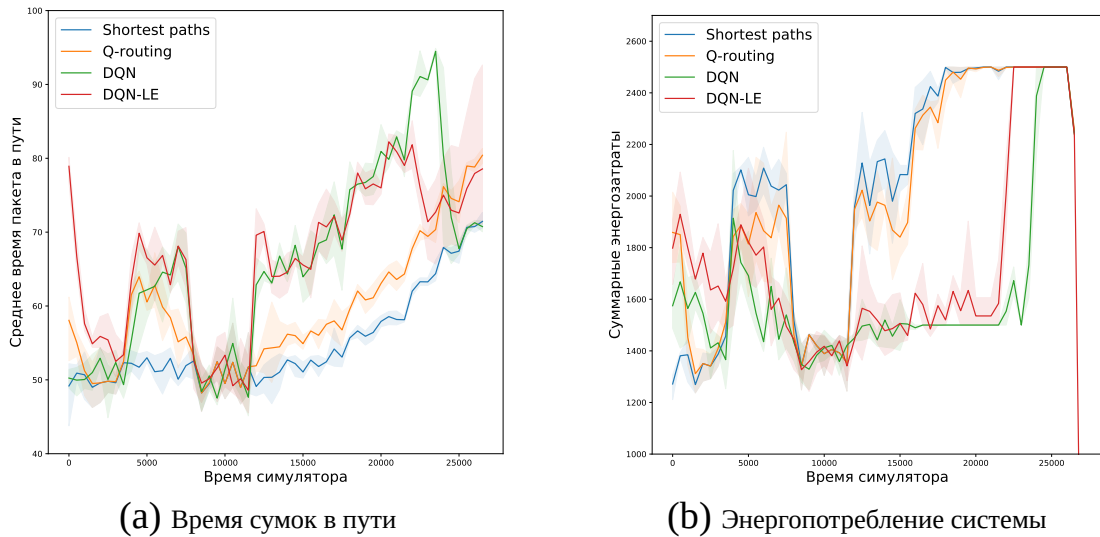 100
90
80
70
60
50
40
Среднее время пакета в пути
Shortest paths
Q-routing
DQN
DQN-LE
0
5000
10000
15000
20000
25000
Время симулятора
(a) Время сумок в пути
2600
2400
2200
2000
1800
1600
1400
1200
1000
Суммарные энергозатраты
Shortest paths
Q-routing
DQN
DQN-LE
0
5000
10000
15000
20000
25000
Время симулятора
(b) Энергопотребление системы